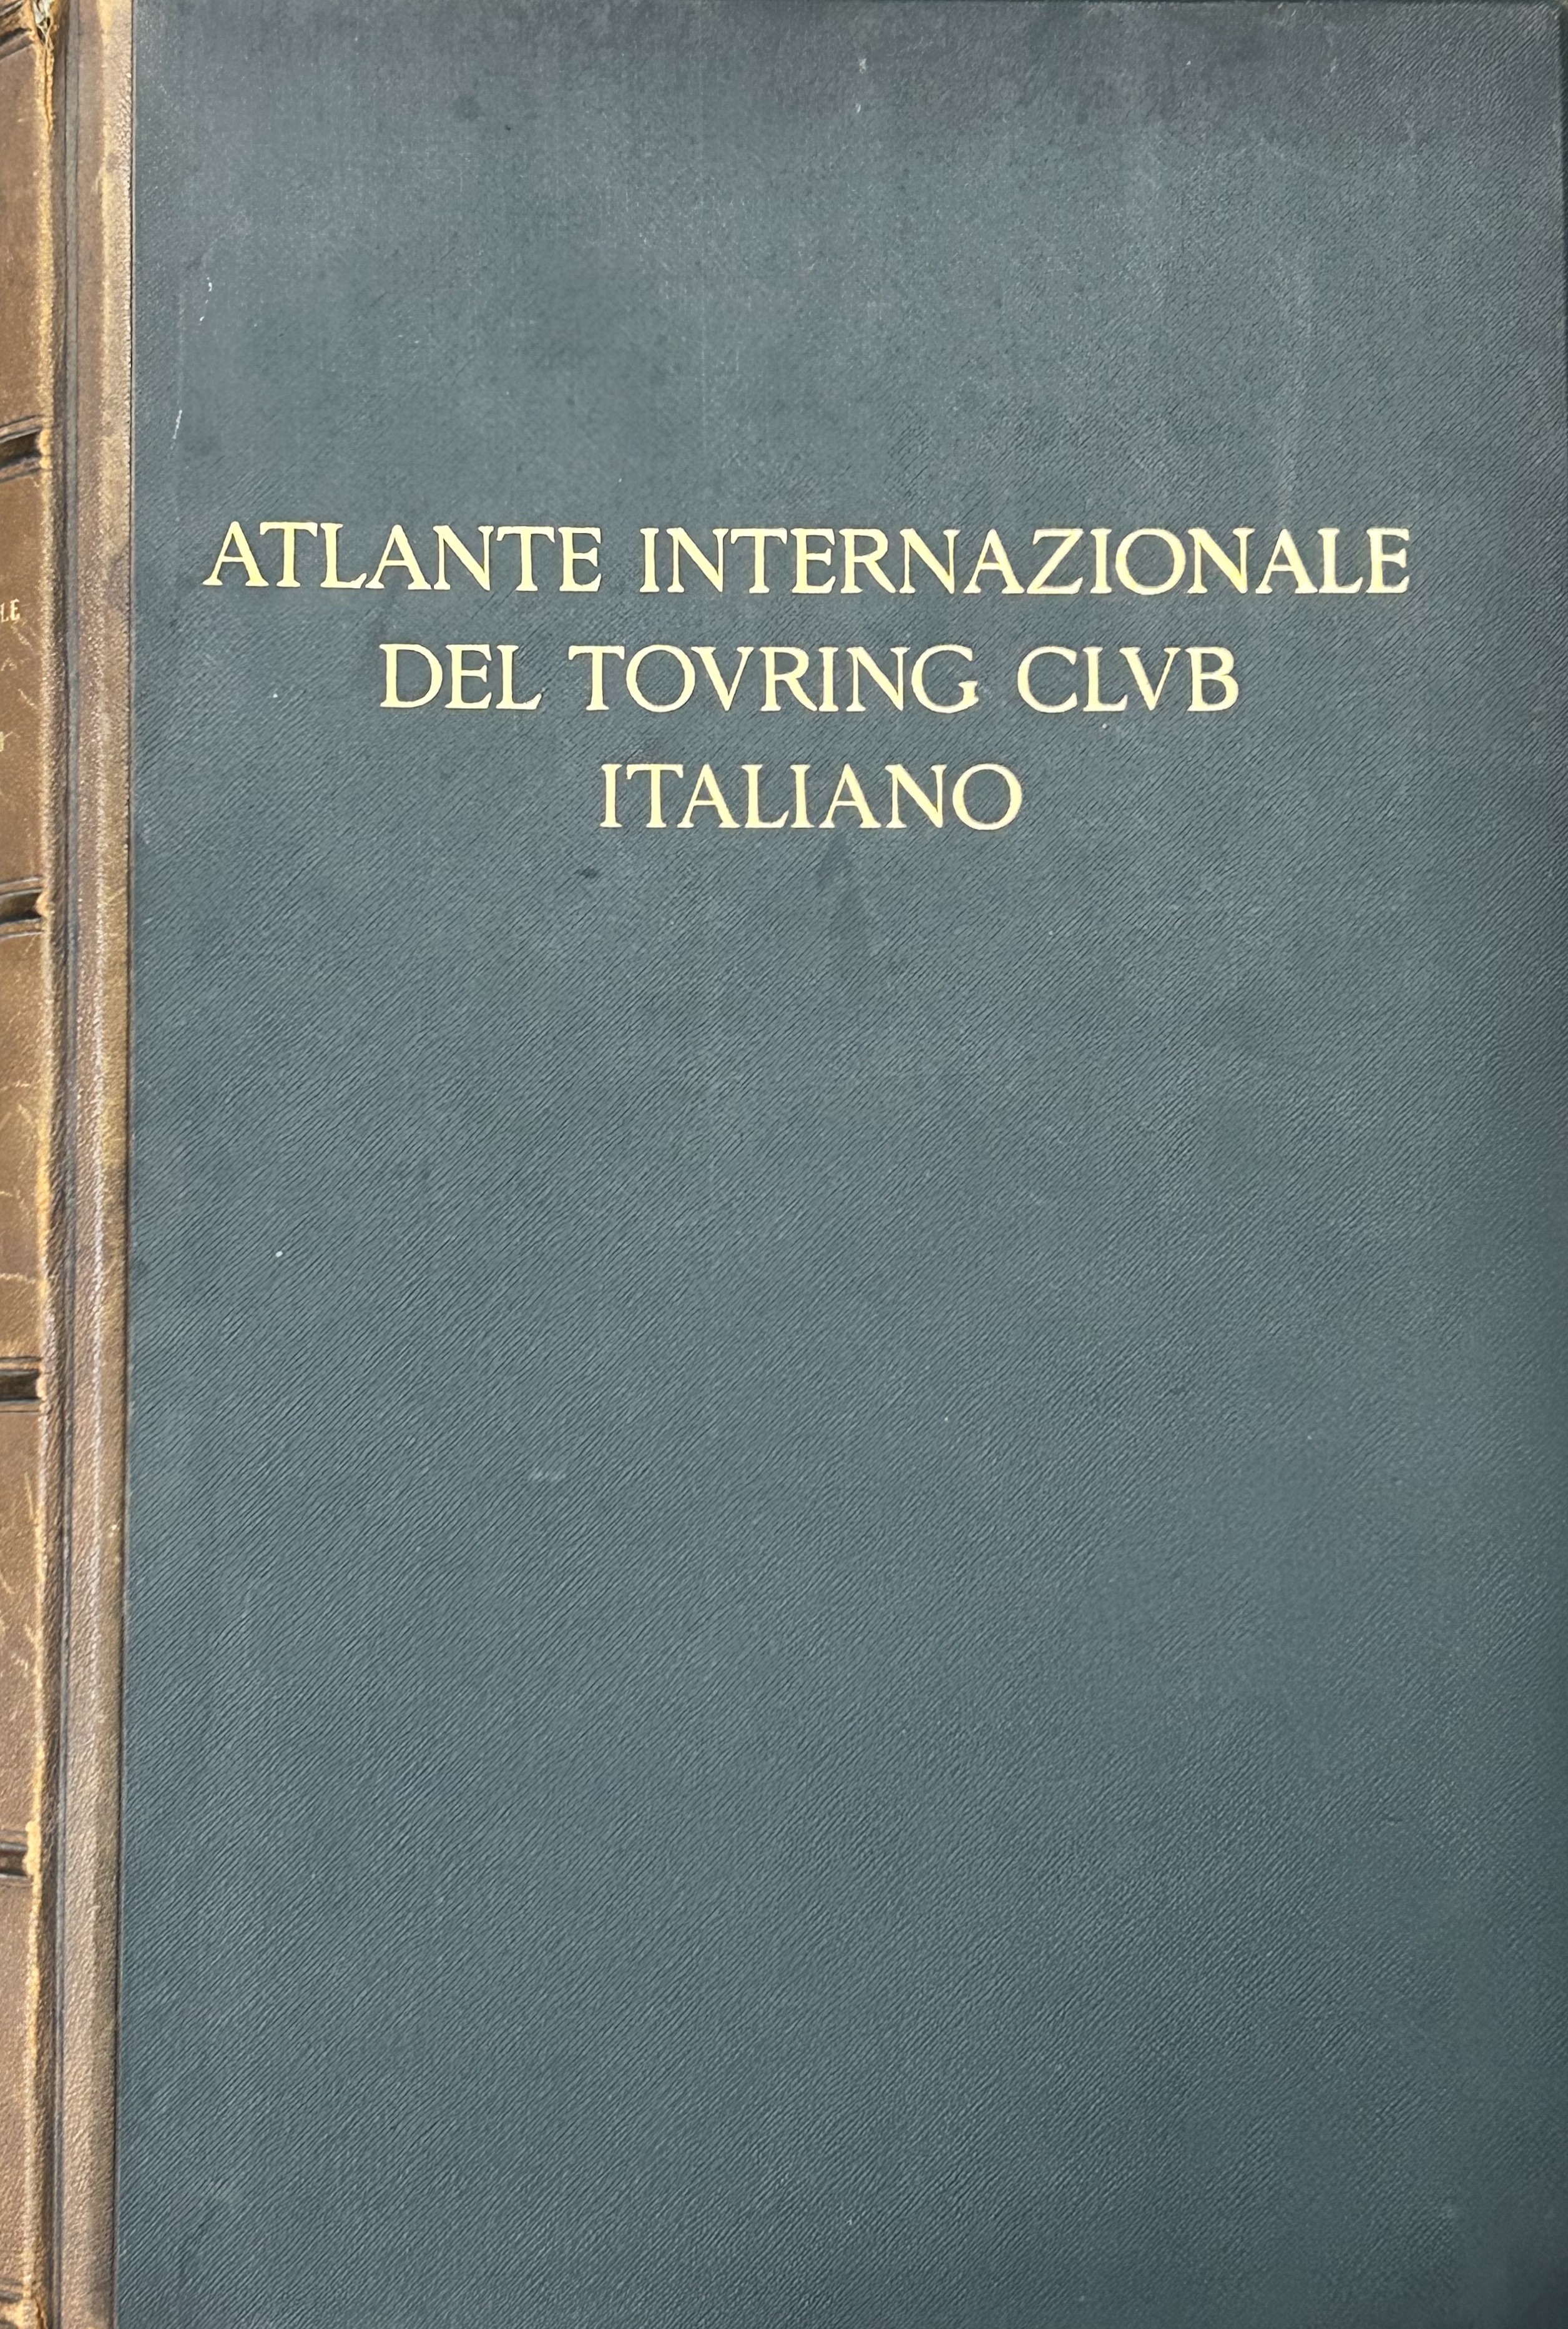 ATLANTE INTERNAZIONALE
DEL TOVRING CLVB
ITALIANO